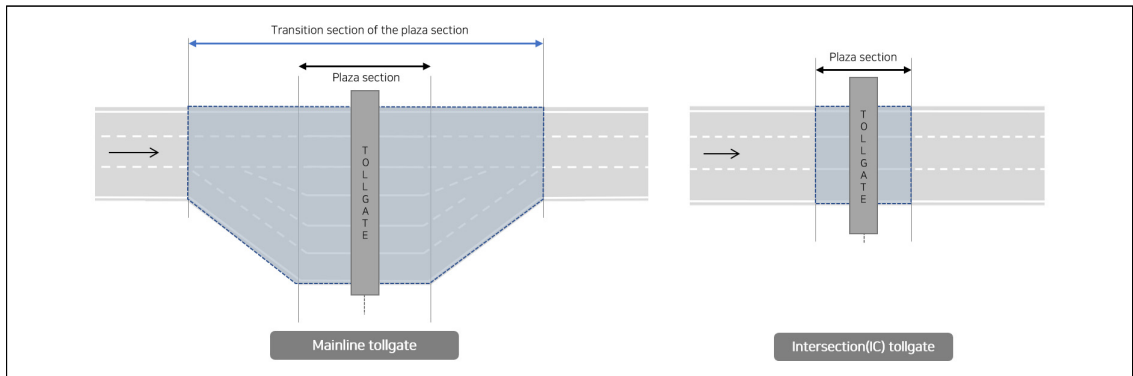 Transition section of the plaza section
Plaza section
TOLLGATE
Mainline tollgate
Plaza section
TOLLGATE
Intersection(IC) tollgate